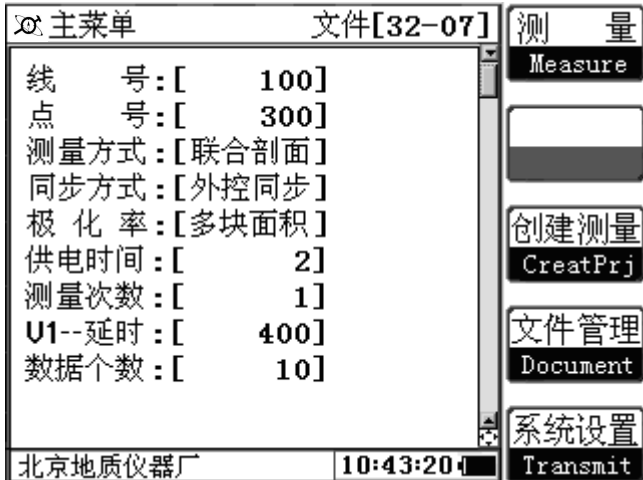 主菜单 文件[32-07]
线 号:[ 100]
点 号:[ 300]
测量方式:[联合剖面]
同步方式:[外控同步]
极 化 率:[多块面积]
供电时间:[ 2]
测量次数:[ 1]
V1--延时:[ 400]
数据个数:[ 10]
北京地质仪器厂 10:43:20
测 量
Measure
创建测量
CreatPrj
文件管理
Document
系统设置
Transmit